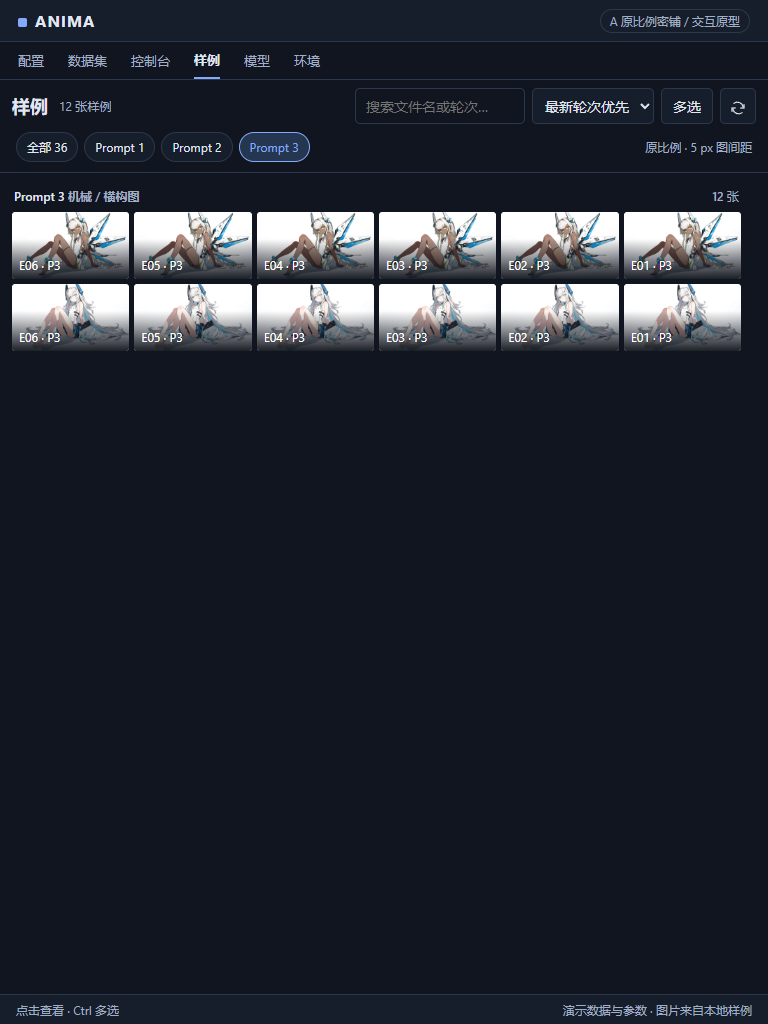 ANIMA
A 原比例密铺 / 交互原型
配置 数据集 控制台 样例 模型 环境
样例 12 张样例 搜索文件名或轮次... 最新轮次优先 多选
全部 36 Prompt 1 Prompt 2 Prompt 3 原比例 · 5 px 图间距
Prompt 3 机械 / 横构图 12 张
E06 · P3 E05 · P3 E04 · P3 E03 · P3 E02 · P3 E01 · P3
E06 · P3 E05 · P3 E04 · P3 E03 · P3 E02 · P3 E01 · P3
点击查看 · Ctrl 多选 演示数据与参数 · 图片来自本地样例